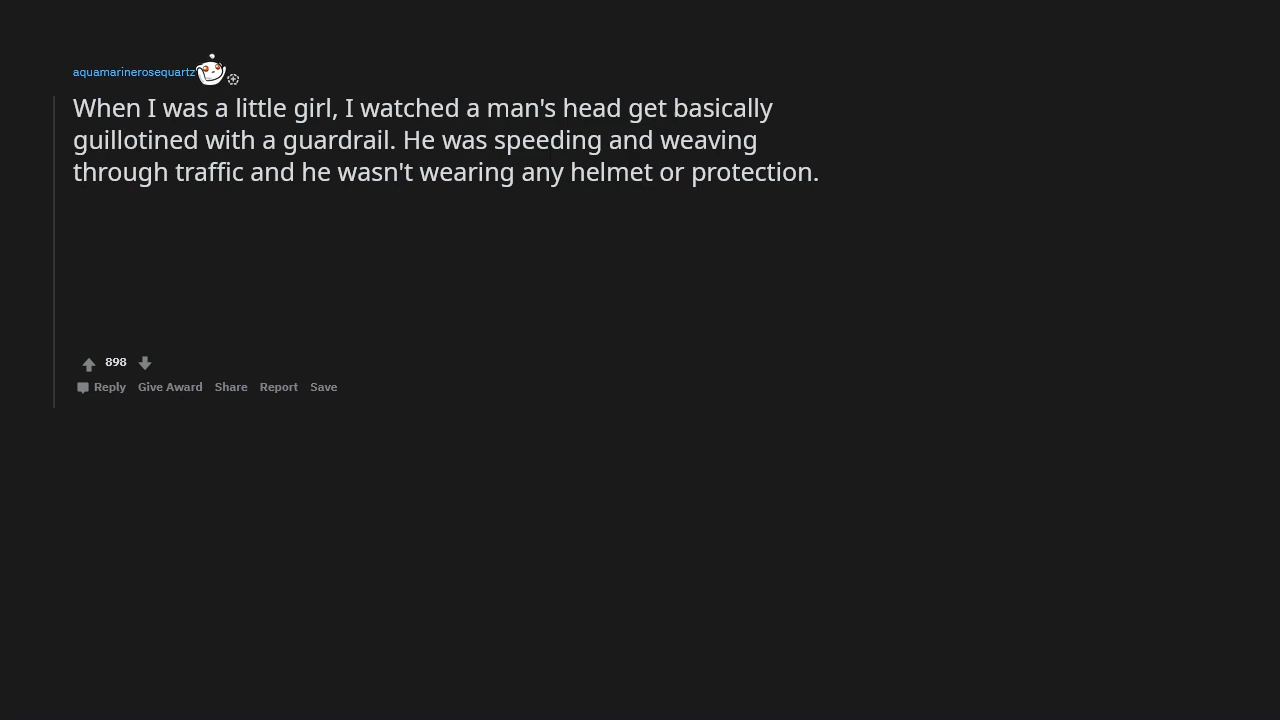 aquamarinerosequartz
When I was a little girl, I watched a man's head get basically
guillotined with a guardrail. He was speeding and weaving
through traffic and he wasn't wearing any helmet or protection.
898
Reply Give Award Share Report Save